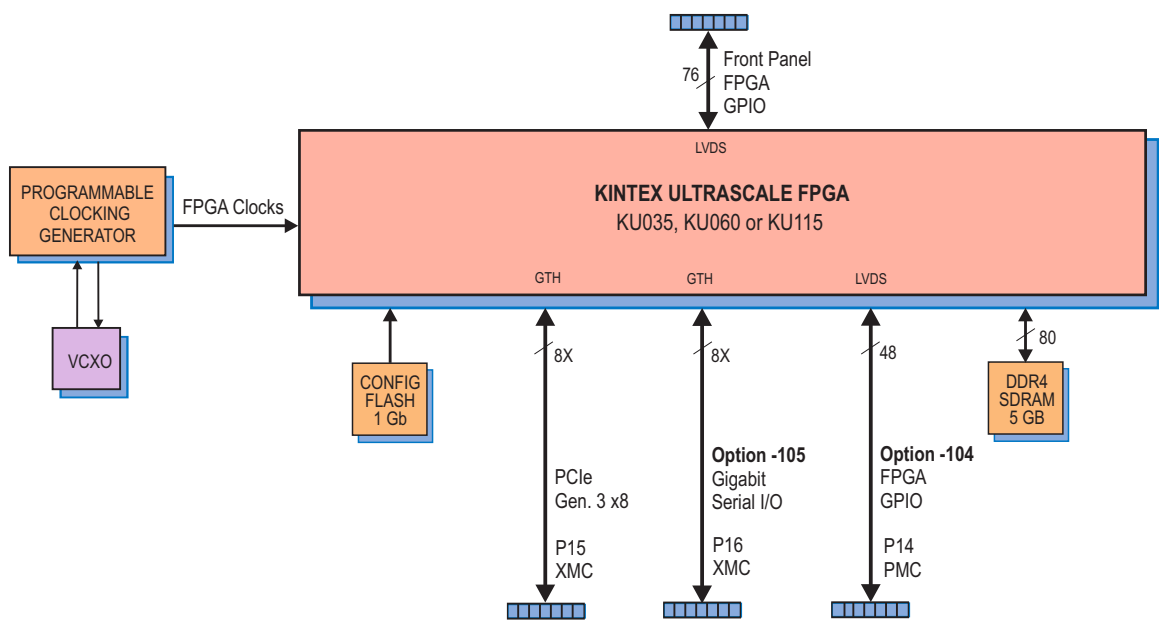 Front Panel
FPGA
GPIO
76
LVDS
KINTEX ULTRASCALE FPGA
KU035, KU060 or KU115
PROGRAMMABLE
CLOCKING
GENERATOR
FPGA Clocks
GTH
GTH
LVDS
VCXO
CONFIG
FLASH
1 Gb
8X
8X
48
80
DDR4
SDRAM
5 GB
PCIe
Gen. 3 x8
P15
XMC
Option -105
Gigabit
Serial I/O
P16
XMC
Option -104
FPGA
GPIO
P14
PMC